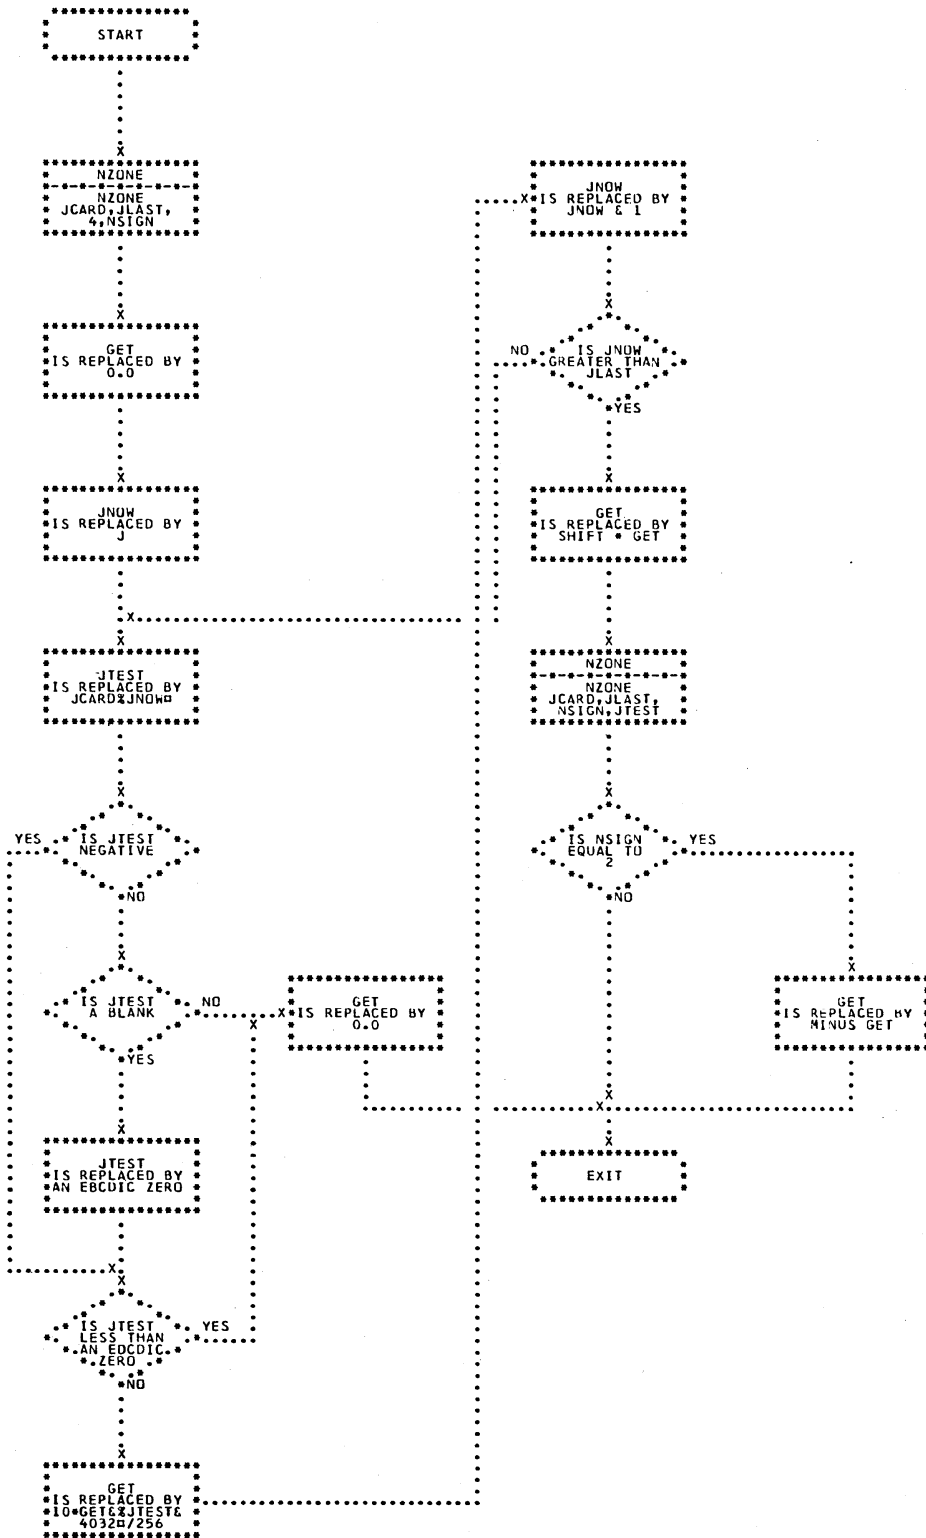 START
NZONE
NZONE
JCARD,JLAST,
4,NSIGN
GET
IS REPLACED BY
0.0
JNOW
IS REPLACED BY
J
JTEST
IS REPLACED BY
JCARD%JNOW¤
IS JTEST
NEGATIVE
YES
NO
IS JTEST
A BLANK
NO
YES
GET
IS REPLACED BY
0.0
JTEST
IS REPLACED BY
AN EBCDIC ZERO
IS JTEST
LESS THAN
AN EDCDIC
ZERO
YES
NO
GET
IS REPLACED BY
10*GET&%JTEST&
4032¤/256
JNOW
IS REPLACED BY
JNOW & 1
IS JNOW
GREATER THAN
JLAST
NO
YES
GET
IS REPLACED BY
SHIFT * GET
NZONE
NZONE
JCARD,JLAST,
NSIGN,JTEST
IS NSIGN
EQUAL TO
2
YES
NO
GET
IS REPLACED BY
MINUS GET
EXIT